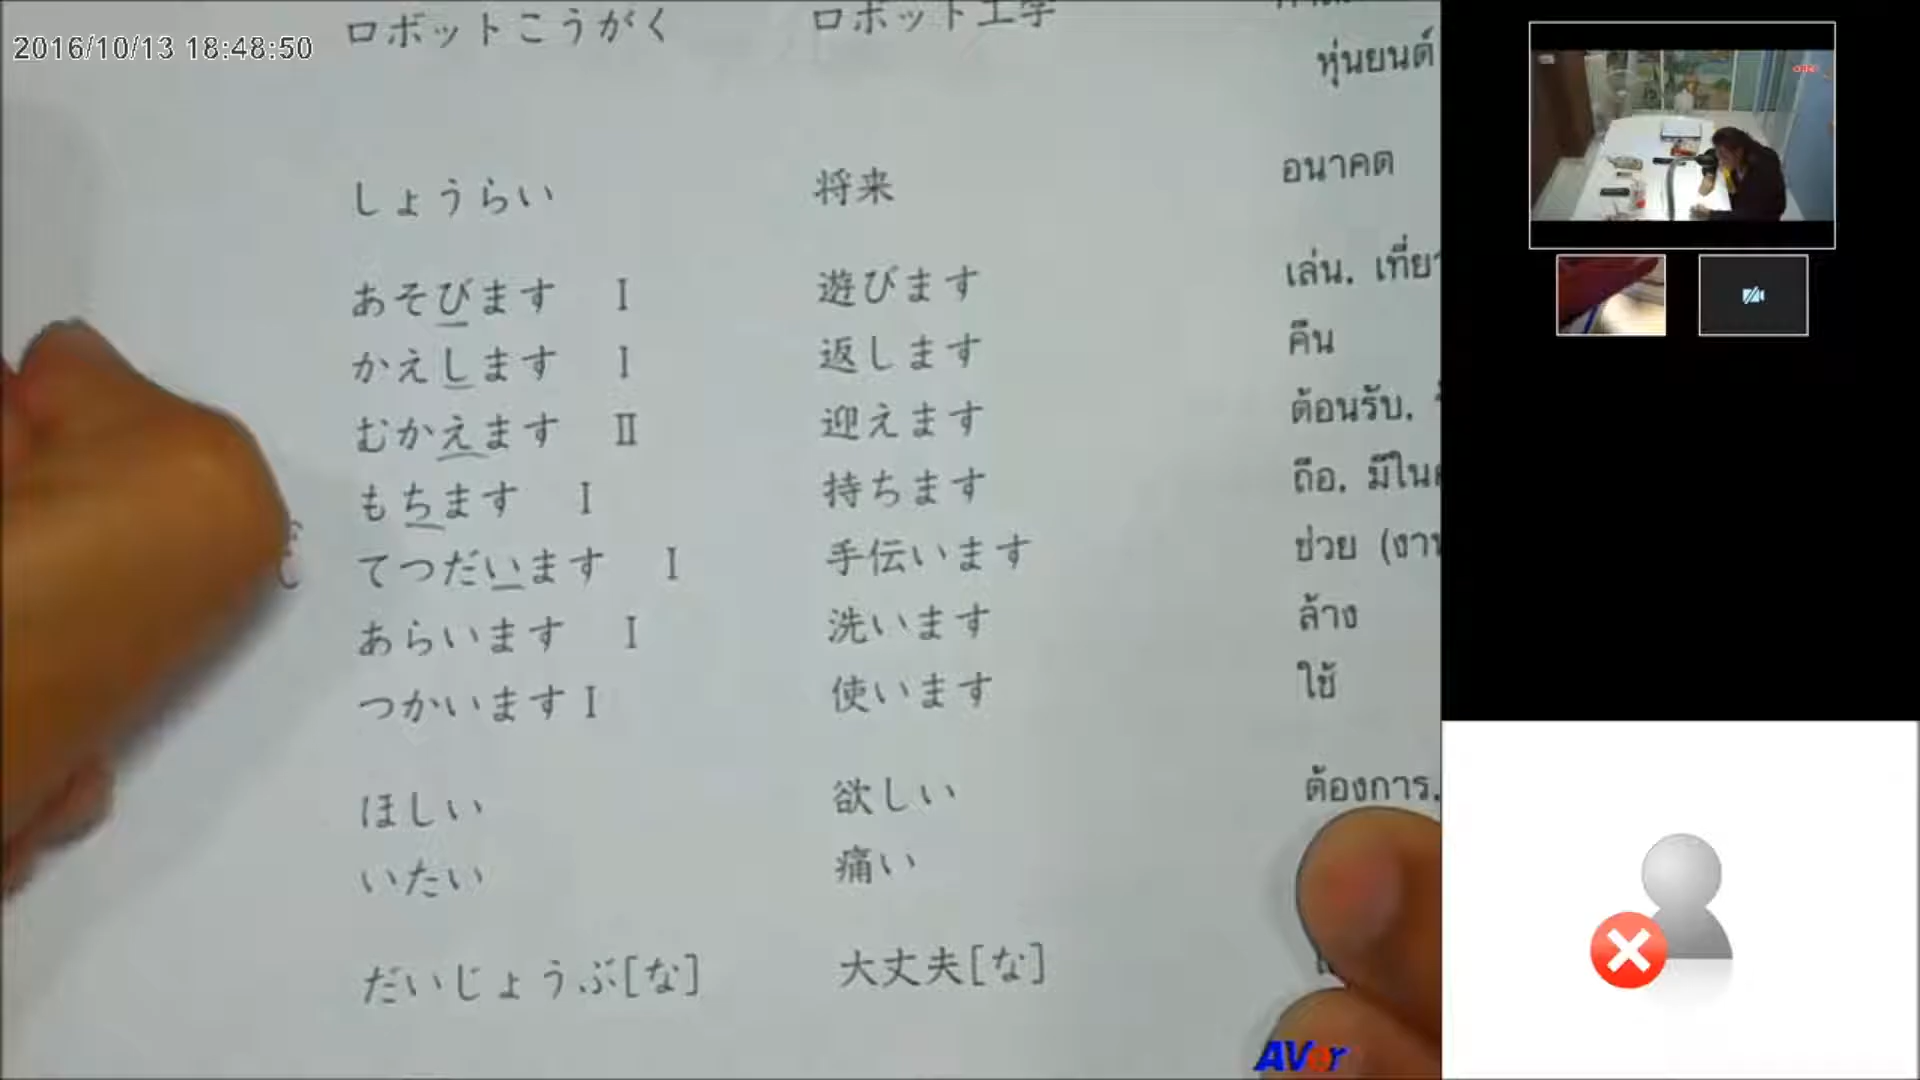 2016/10/13 18:48:50
ロボットこうがく ロボット工学
หุ่นยนต์
しょうらい 将来 อนาคต
あそびます I 遊びます เล่น.
かえします I 返します คืน
むかえます II 迎えます ต้อนรับ.
もちます I 持ちます ถือ.
てつだいます I 手伝います ช่วย
あらいます I 洗います ล้าง
つかいます I 使います ใช้
ほしい 欲しい ต้องการ.
いたい 痛い
だいじょうぶ[な] 大丈夫[な]
AVer